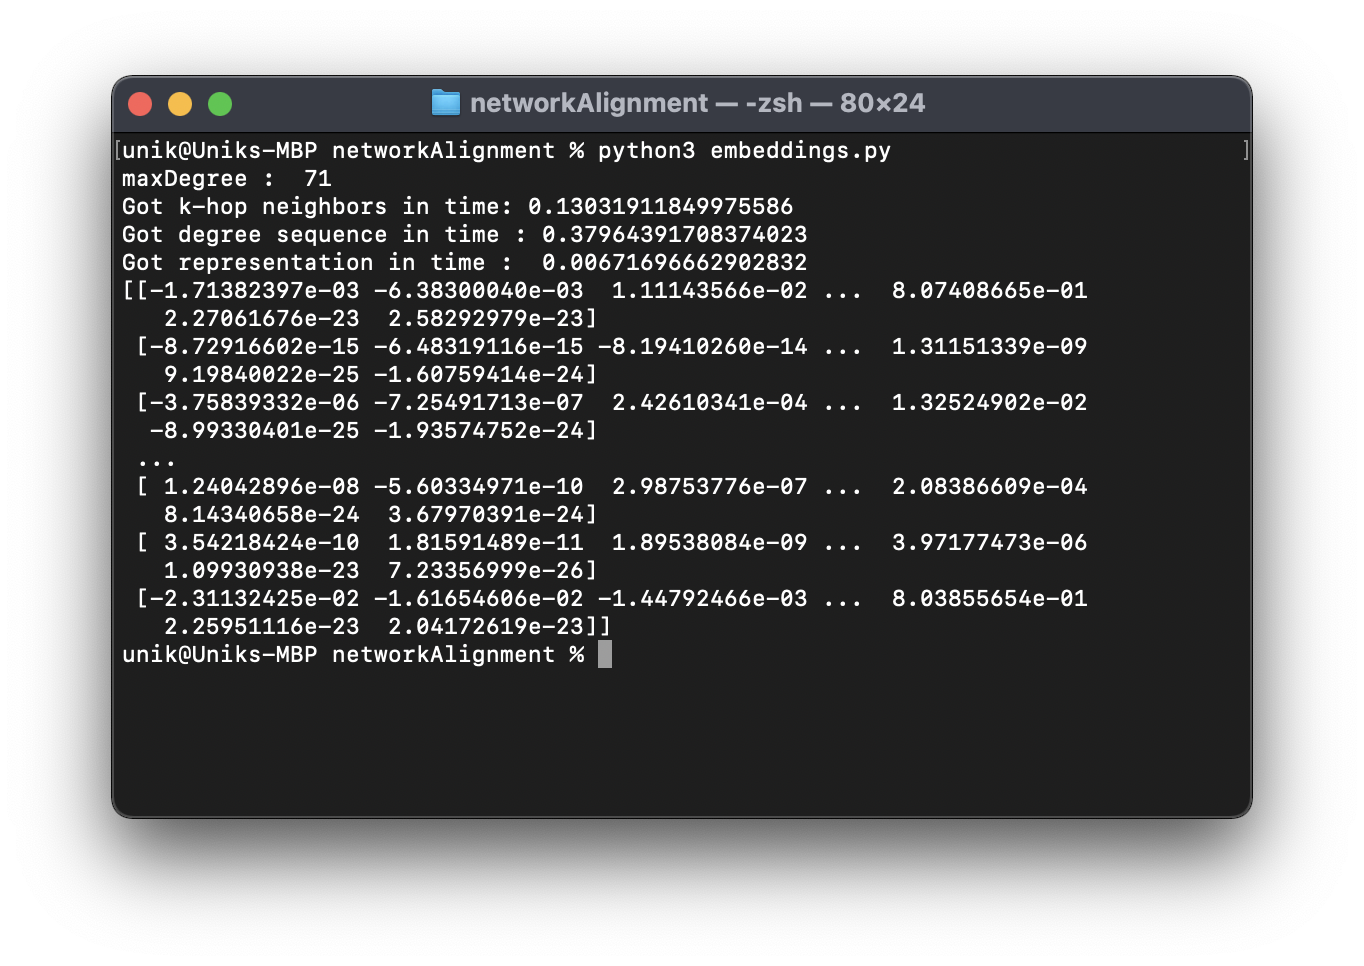 networkAlignment — -zsh — 80×24
[unik@Uniks-MBP networkAlignment % python3 embeddings.py ]
maxDegree :  71
Got k-hop neighbors in time: 0.13031911849975586
Got degree sequence in time : 0.37964391708374023
Got representation in time :  0.006716966629028​32
[[-1.71382397e-03 -6.38300040e-03  1.11143566e-02 ...  8.07408665e-01
   2.27061676e-23  2.58292979e-23]
 [-8.72916602e-15 -6.48319116e-15 -8.19410260e-14 ...  1.31151339e-09
   9.19840022e-25 -1.60759414e-24]
 [-3.75839332e-06 -7.25491713e-07  2.42610341e-04 ...  1.32524902e-02
  -8.99330401e-25 -1.93574752e-24]
 ...
 [ 1.24042896e-08 -5.60334971e-10  2.98753776e-07 ...  2.08386609e-04
   8.14340658e-24  3.67970391e-24]
 [ 3.54218424e-10  1.81591489e-11  1.89538084e-09 ...  3.97177473e-06
   1.09930938e-23  7.23356999e-26]
 [-2.31132425e-02 -1.61654606e-02 -1.44792466e-03 ...  8.03855654e-01
   2.25951116e-23  2.04172619e-23]]
unik@Uniks-MBP networkAlignment %